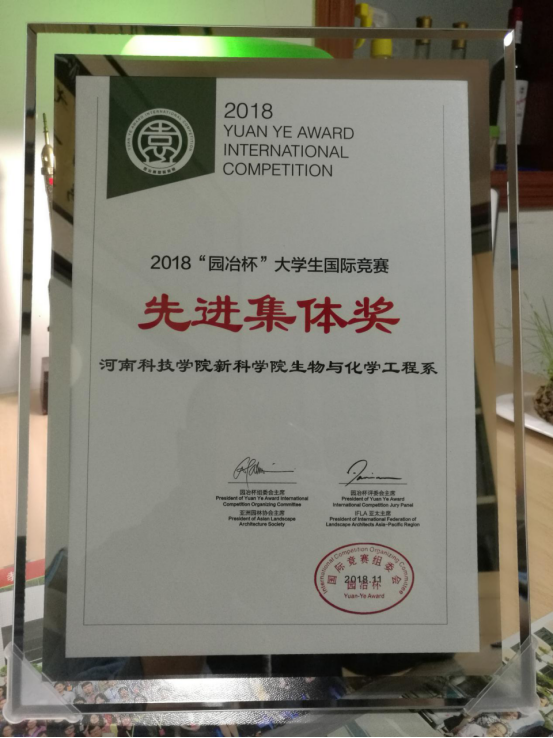 2018
YUAN YE AWARD
INTERNATIONAL
COMPETITION
2018“园冶杯”大学生国际竞赛
先进集体奖
河南科技学院新科学院生物与化学工程系
园冶杯组委会主席
President of Yuan Ye Award International
Competition Organizing Committee
亚洲园林协会主席
President of Asian Landscape
Architecture Society
园冶杯评委会主席
President of Yuan Ye Award
International Competition Jury Panel
IFLA 亚太主席
President of International Federation of
Landscape Architects Asia-Pacific Region
International Competition Organizing Committee
国际竞赛组委会
2018.11
园冶杯
Yuan-Ye Award